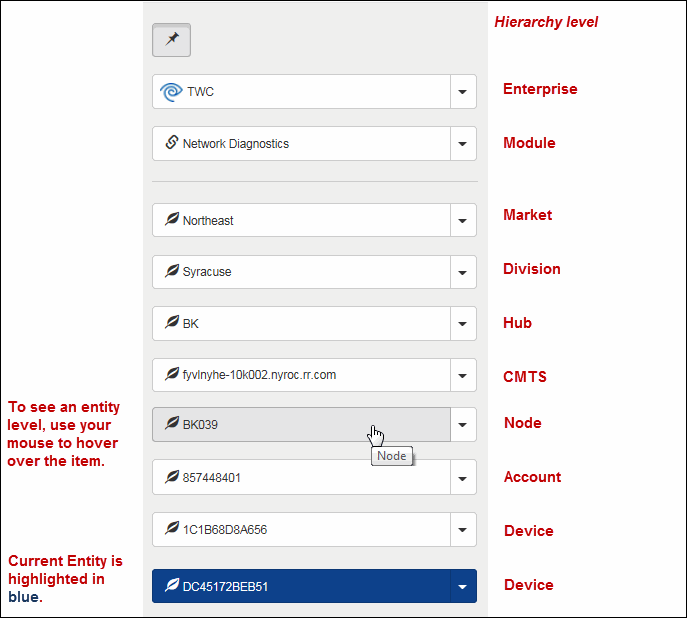 Hierarchy level
TWC
Enterprise
Network Diagnostics
Module
Northeast
Market
Syracuse
Division
BK
Hub
fyvlnyhe-10k002.nyroc.rr.com
CMTS
To see an entity
level, use your
mouse to hover
over the item.
BK039
Node
Node
857448401
Account
1C1B68D8A656
Device
Current Entity is
highlighted in
blue.
DC45172BEB51
Device